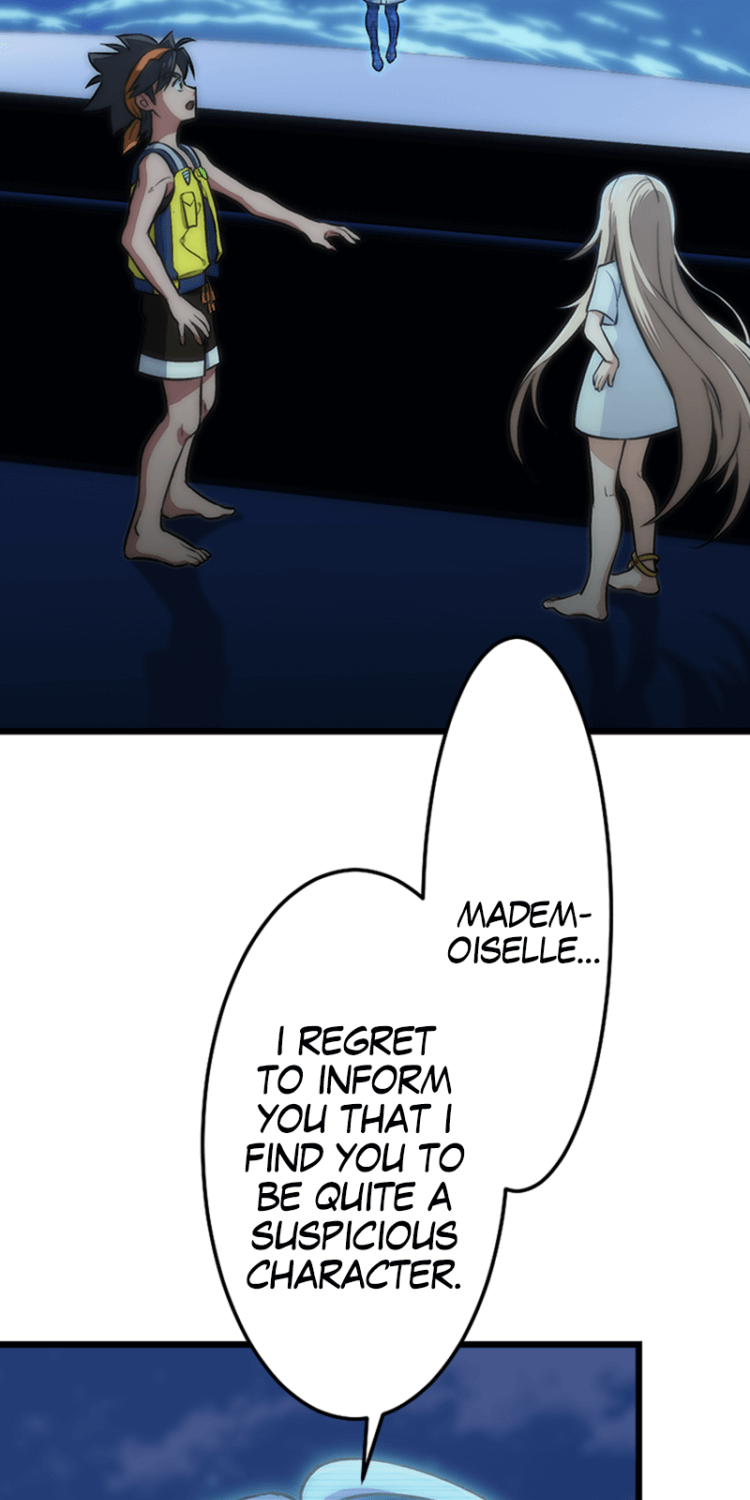 MADEM-
OISELLE...
I REGRET
TO INFORM
YOU THAT I
FIND YOU TO
BE QUITE A
SUSPICIOUS
CHARACTER.